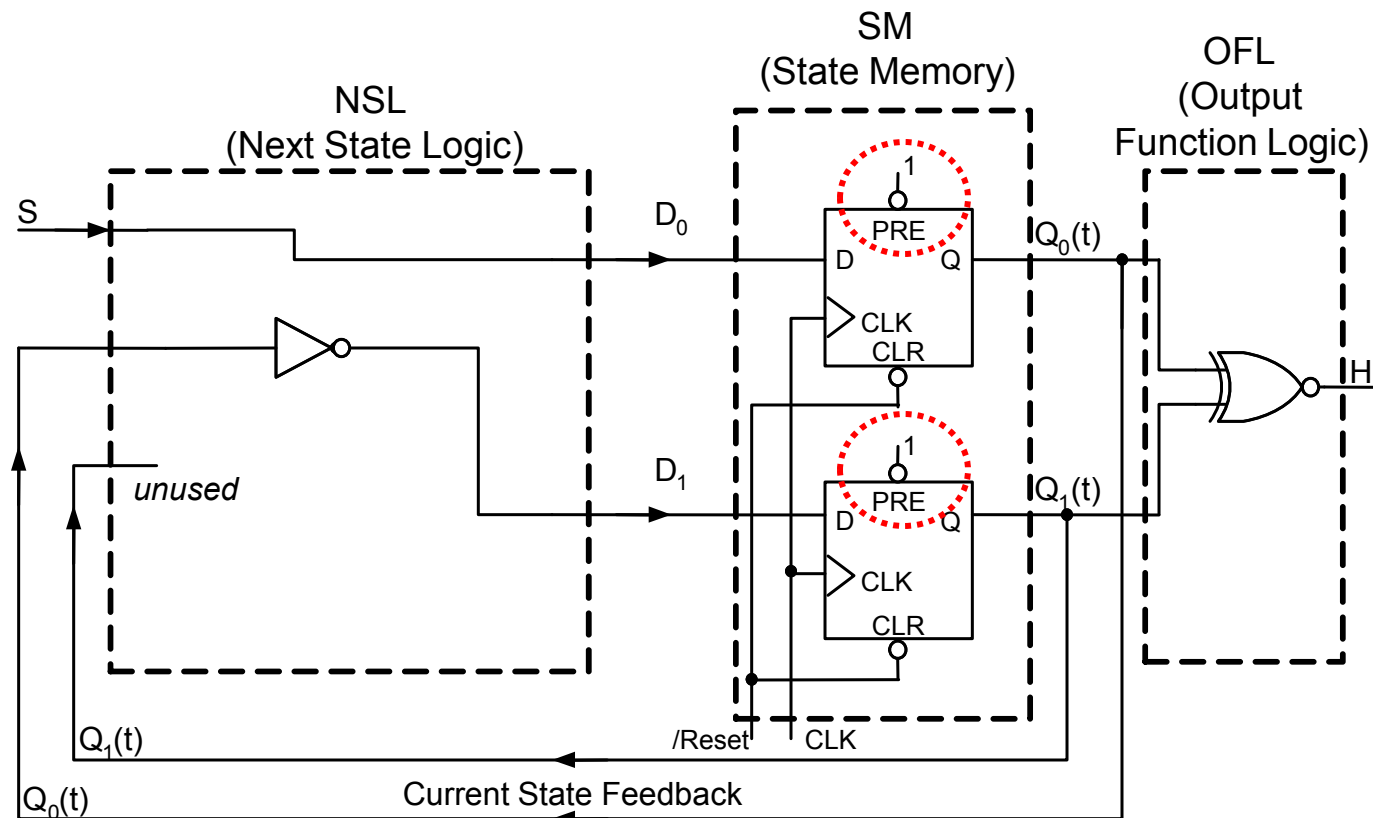 SM
(State Memory)
OFL
(Output
Function Logic)
NSL
(Next State Logic)
S
D0
1
PRE
D
Q
CLK
CLR
Q0(t)
H
unused
D1
1
PRE
D
Q
CLK
CLR
Q1(t)
/Reset
CLK
Q1(t)
Current State Feedback
Q0(t)